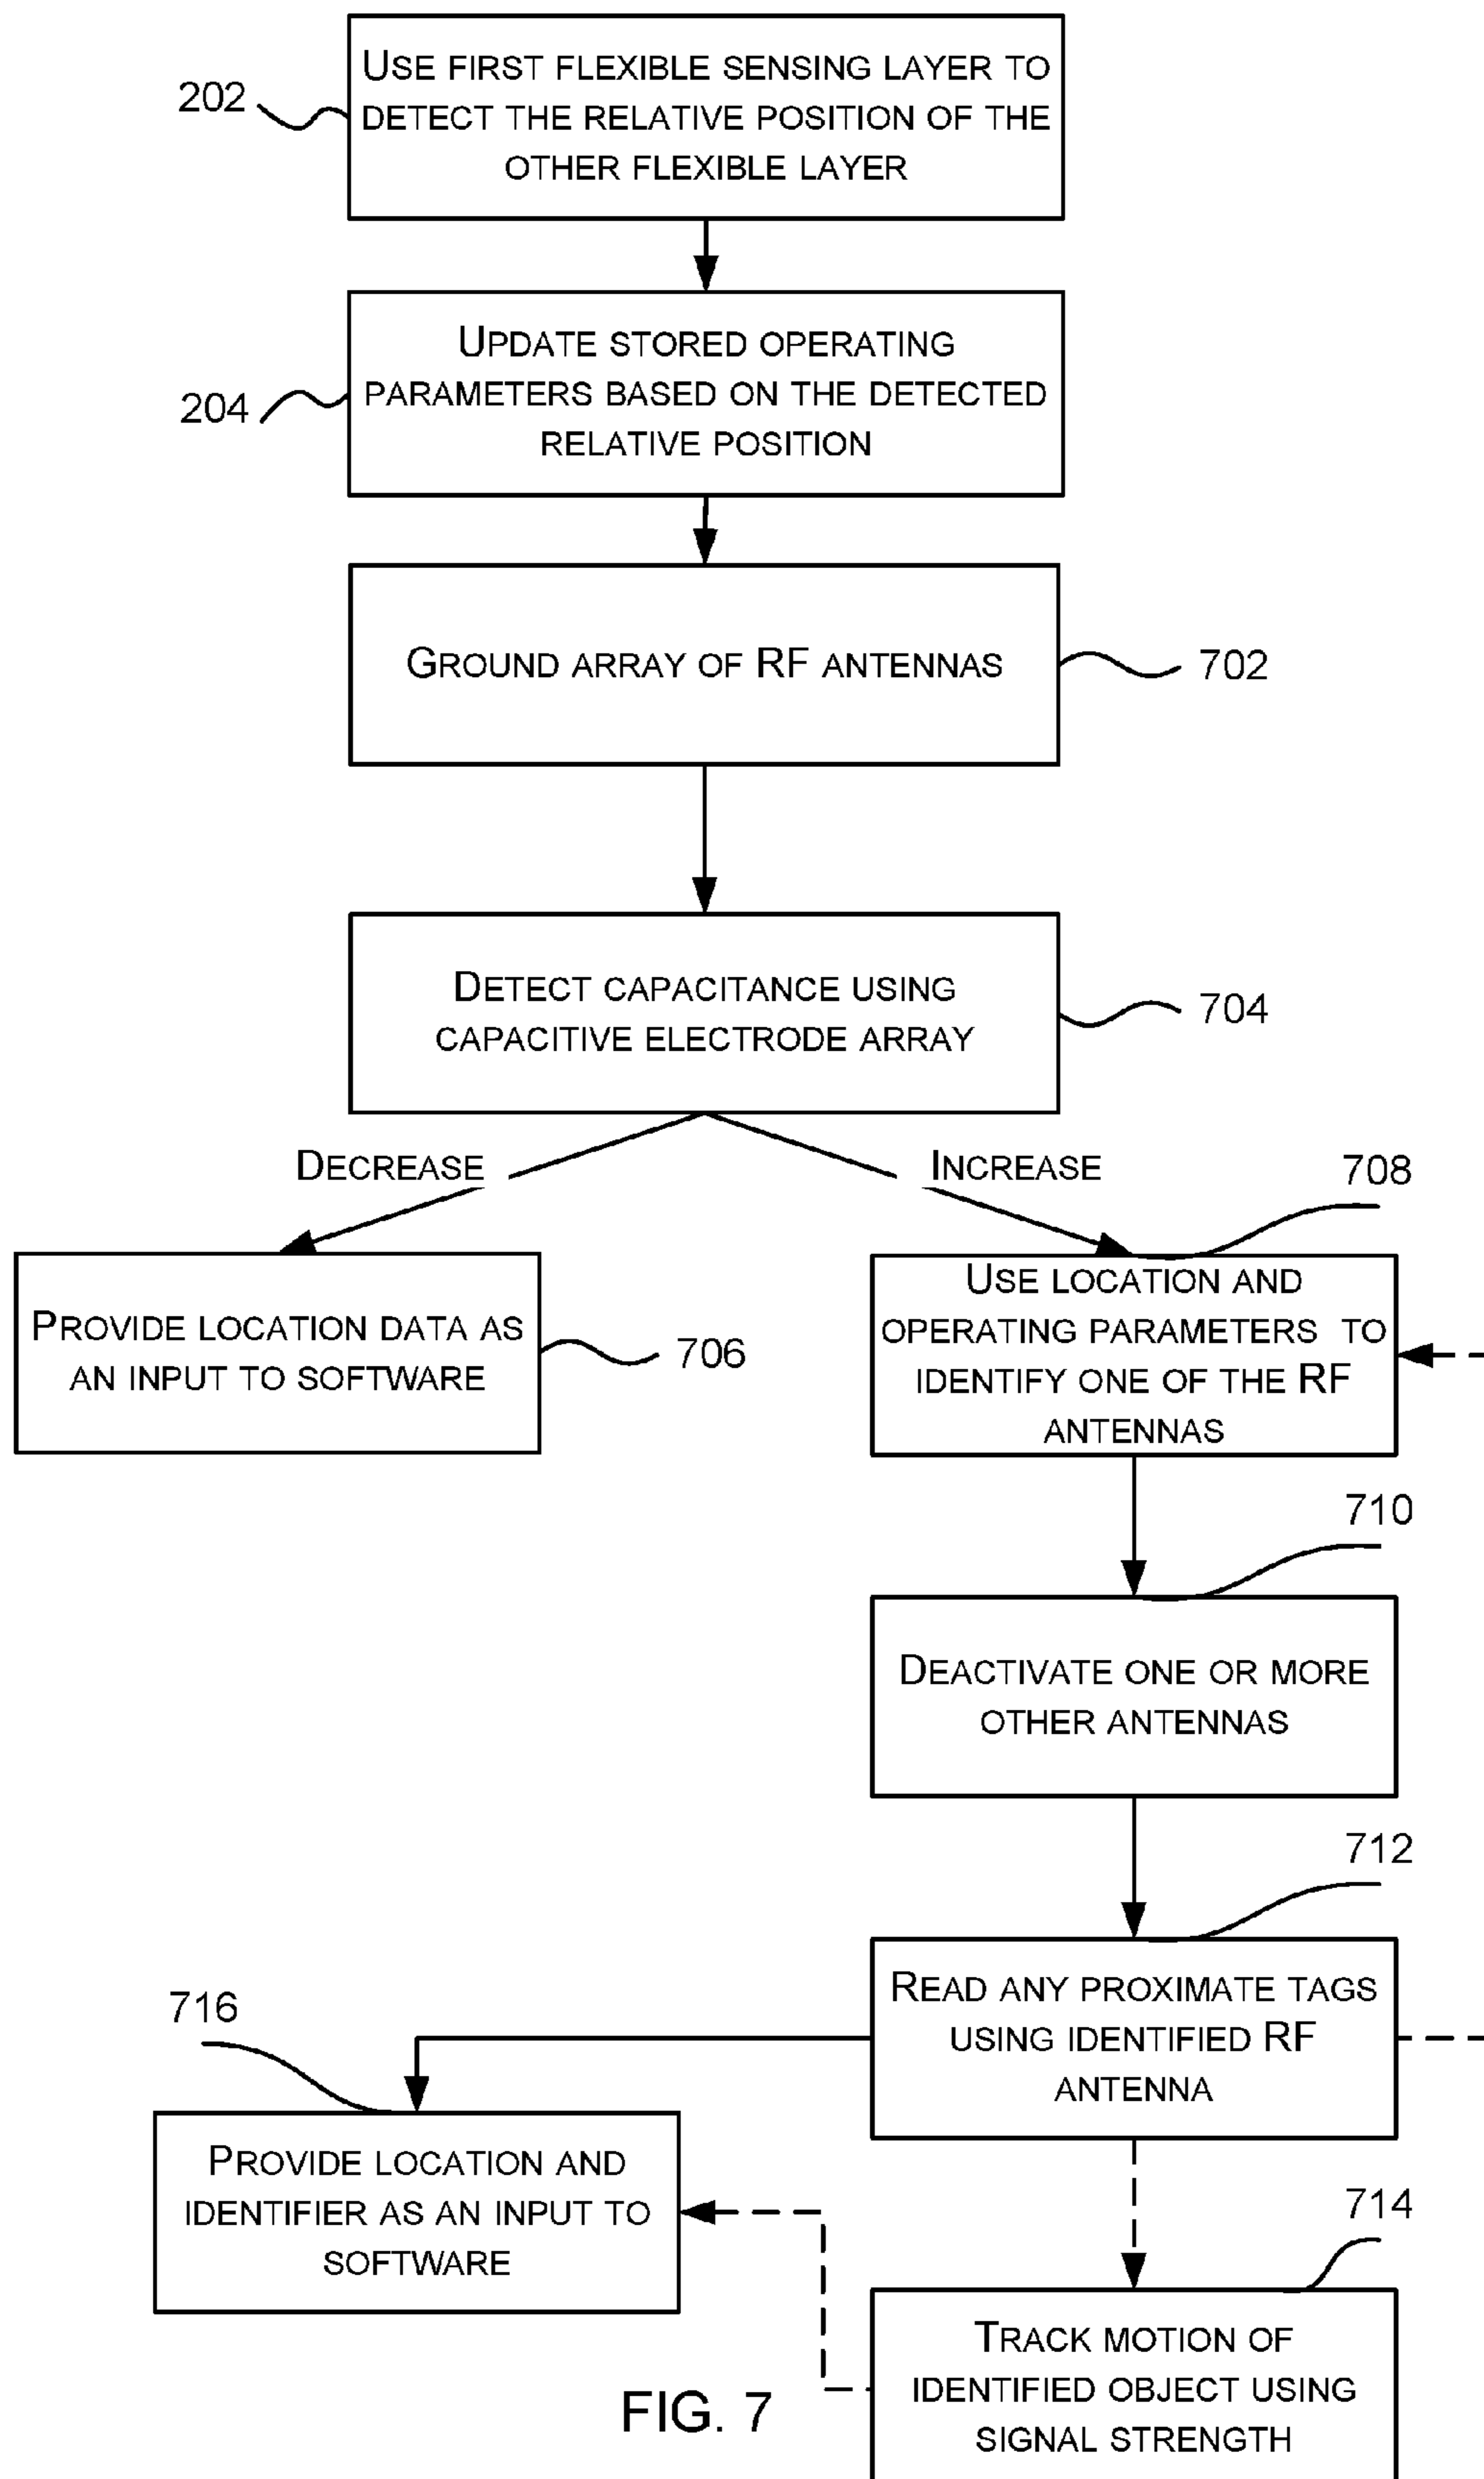 USE FIRST FLEXIBLE SENSING LAYER TO
DETECT THE RELATIVE POSITION OF THE
OTHER FLEXIBLE LAYER
202
UPDATE STORED OPERATING
PARAMETERS BASED ON THE DETECTED
RELATIVE POSITION
204
GROUND ARRAY OF RF ANTENNAS
702
DETECT CAPACITANCE USING
CAPACITIVE ELECTRODE ARRAY
704
DECREASE
INCREASE
708
PROVIDE LOCATION DATA AS
AN INPUT TO SOFTWARE
706
USE LOCATION AND
OPERATING PARAMETERS TO
IDENTIFY ONE OF THE RF
ANTENNAS
710
DEACTIVATE ONE OR MORE
OTHER ANTENNAS
712
READ ANY PROXIMATE TAGS
USING IDENTIFIED RF
ANTENNA
716
PROVIDE LOCATION AND
IDENTIFIER AS AN INPUT TO
SOFTWARE
714
TRACK MOTION OF
IDENTIFIED OBJECT USING
SIGNAL STRENGTH
FIG. 7